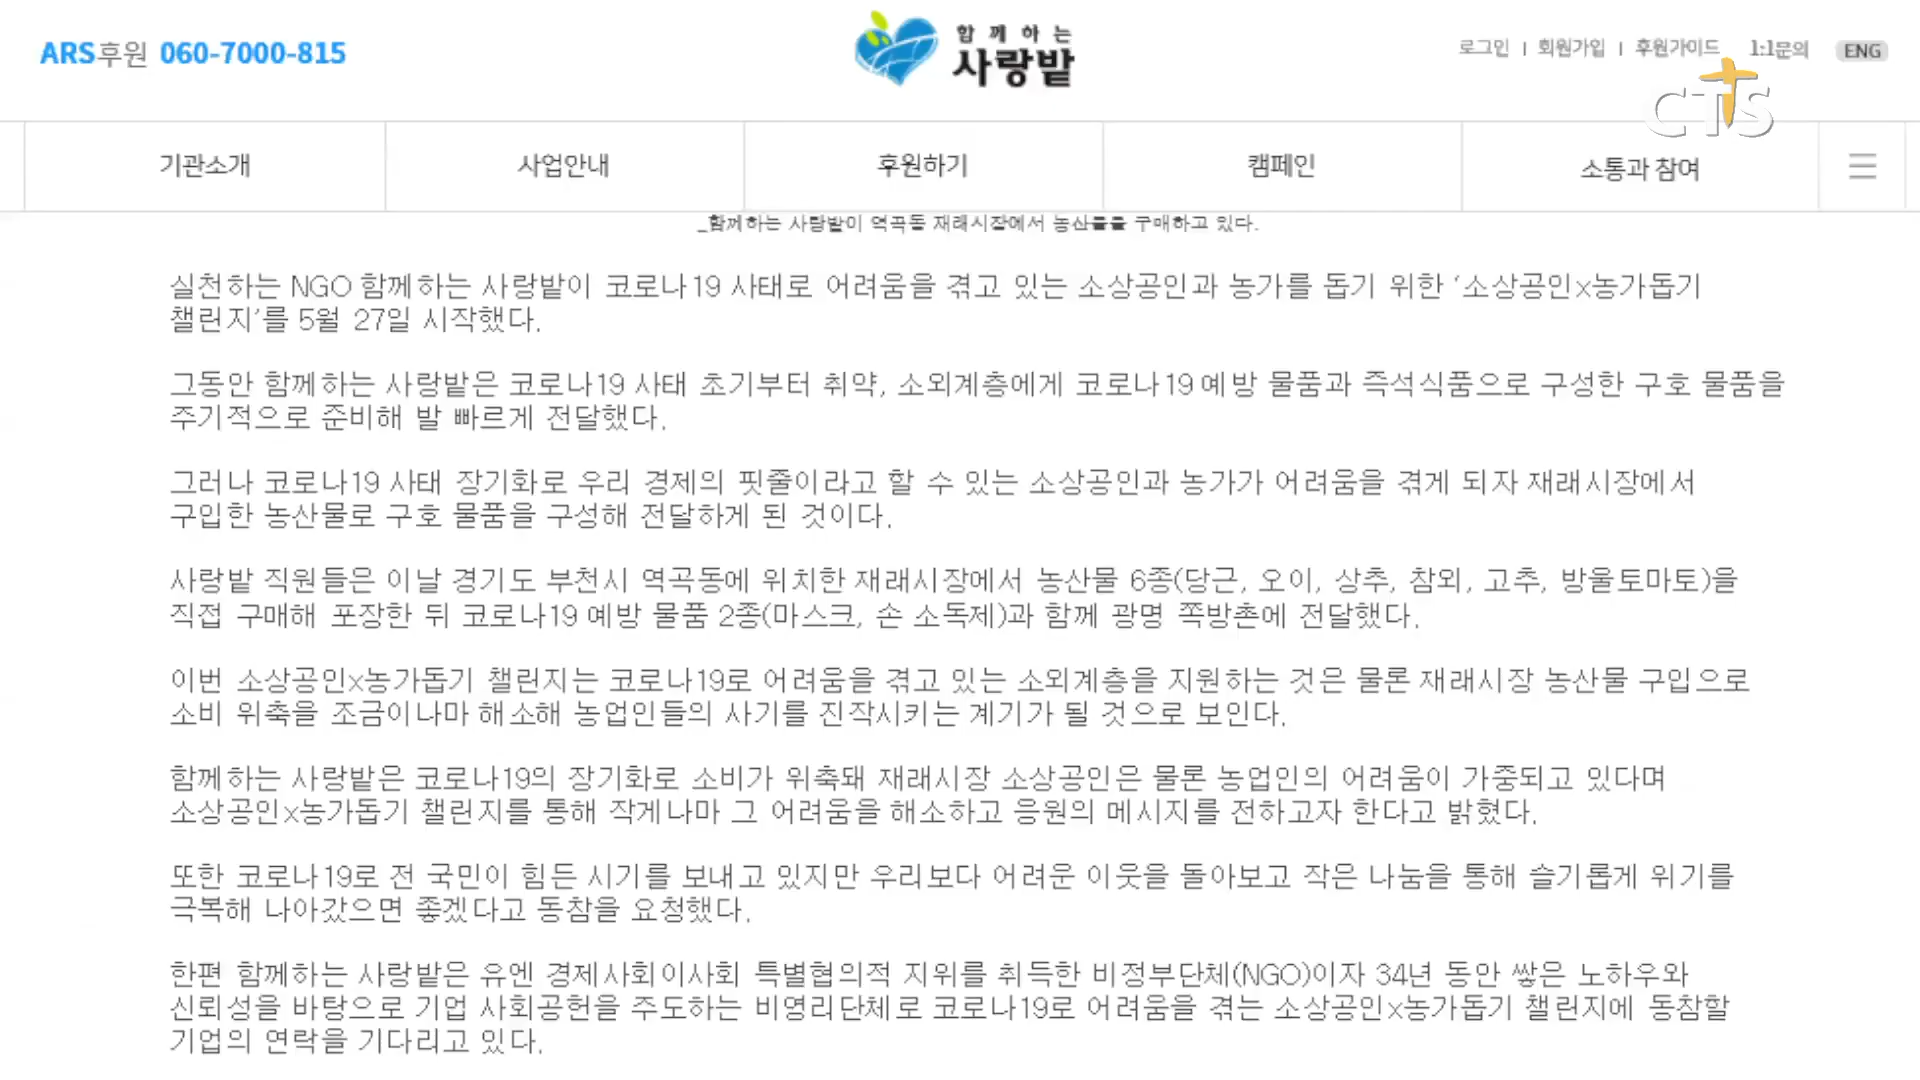 ARS후원 060-7000-815
함께하는
사랑밭
로그인 | 회원가입 | 후원가이드 1:1문의 ENG
CTS
기관소개 사업안내 후원하기 캠페인 소통과 참여
_함께하는 사랑밭이 역곡동 재래시장에서 농산물을 구매하고 있다.
실천하는 NGO 함께하는 사랑밭이 코로나19 사태로 어려움을 겪고 있는 소상공인과 농가를 돕기 위한 ‘소상공인x농가돕기
챌린지’를 5월 27일 시작했다.
그동안 함께하는 사랑밭은 코로나19 사태 초기부터 취약, 소외계층에게 코로나19 예방 물품과 즉석식품으로 구성한 구호 물품을
주기적으로 준비해 발 빠르게 전달했다.
그러나 코로나19 사태 장기화로 우리 경제의 핏줄이라고 할 수 있는 소상공인과 농가가 어려움을 겪게 되자 재래시장에서
구입한 농산물로 구호 물품을 구성해 전달하게 된 것이다.
사랑밭 직원들은 이날 경기도 부천시 역곡동에 위치한 재래시장에서 농산물 6종(당근, 오이, 상추, 참외, 고추, 방울토마토)을
직접 구매해 포장한 뒤 코로나19 예방 물품 2종(마스크, 손 소독제)과 함께 광명 쪽방촌에 전달했다.
이번 소상공인x농가돕기 챌린지는 코로나19로 어려움을 겪고 있는 소외계층을 지원하는 것은 물론 재래시장 농산물 구입으로
소비 위축을 조금이나마 해소해 농업인들의 사기를 진작시키는 계기가 될 것으로 보인다.
함께하는 사랑밭은 코로나19의 장기화로 소비가 위축돼 재래시장 소상공인은 물론 농업인의 어려움이 가중되고 있다며
소상공인x농가돕기 챌린지를 통해 작게나마 그 어려움을 해소하고 응원의 메시지를 전하고자 한다고 밝혔다.
또한 코로나19로 전 국민이 힘든 시기를 보내고 있지만 우리보다 어려운 이웃을 돌아보고 작은 나눔을 통해 슬기롭게 위기를
극복해 나아갔으면 좋겠다고 동참을 요청했다.
한편 함께하는 사랑밭은 유엔 경제사회이사회 특별협의적 지위를 취득한 비정부단체(NGO)이자 34년 동안 쌓은 노하우와
신뢰성을 바탕으로 기업 사회공헌을 주도하는 비영리단체로 코로나19로 어려움을 겪는 소상공인x농가돕기 챌린지에 동참할
기업의 연락을 기다리고 있다.